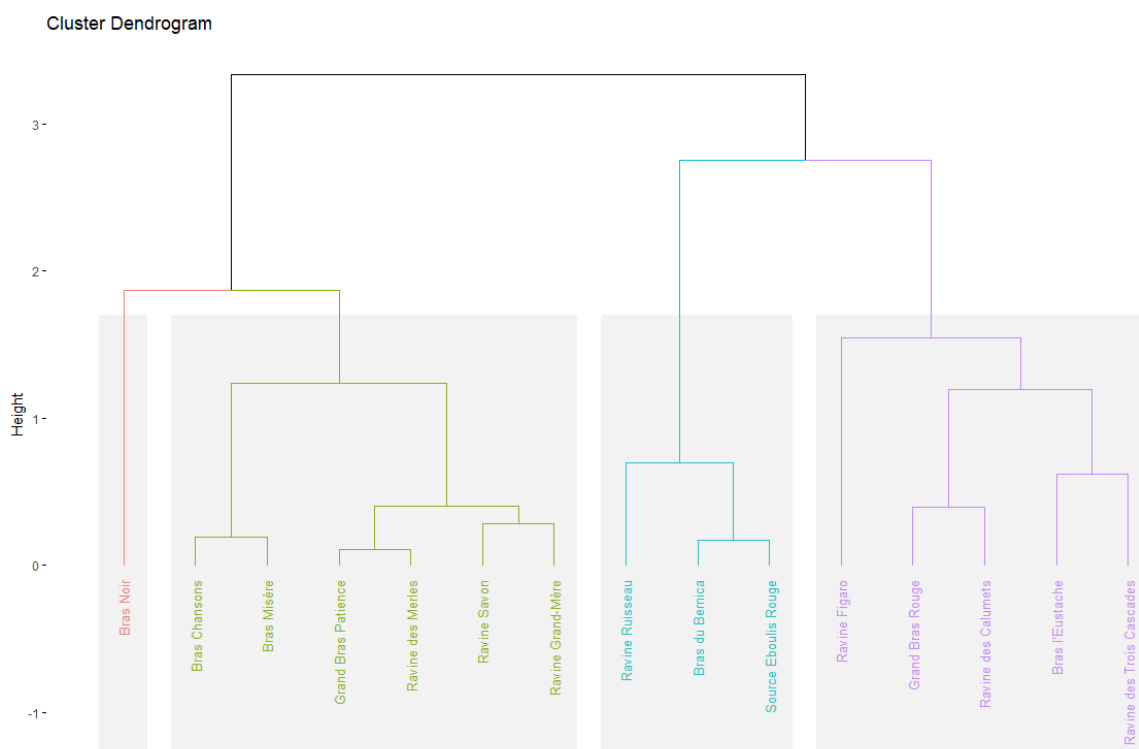 Cluster Dendrogram
3
2
1
0
-1
Height
Bras Noir
Bras Chansons
Bras Misère
Grand Bras Patience
Ravine des Merles
Ravine Savon
Ravine Grand-Mère
Ravine Ruisseau
Bras du Bernica
Source Eboulis Rouge
Ravine Figaro
Grand Bras Rouge
Ravine des Calumets
Bras l'Eustache
Ravine des Trois Cascades